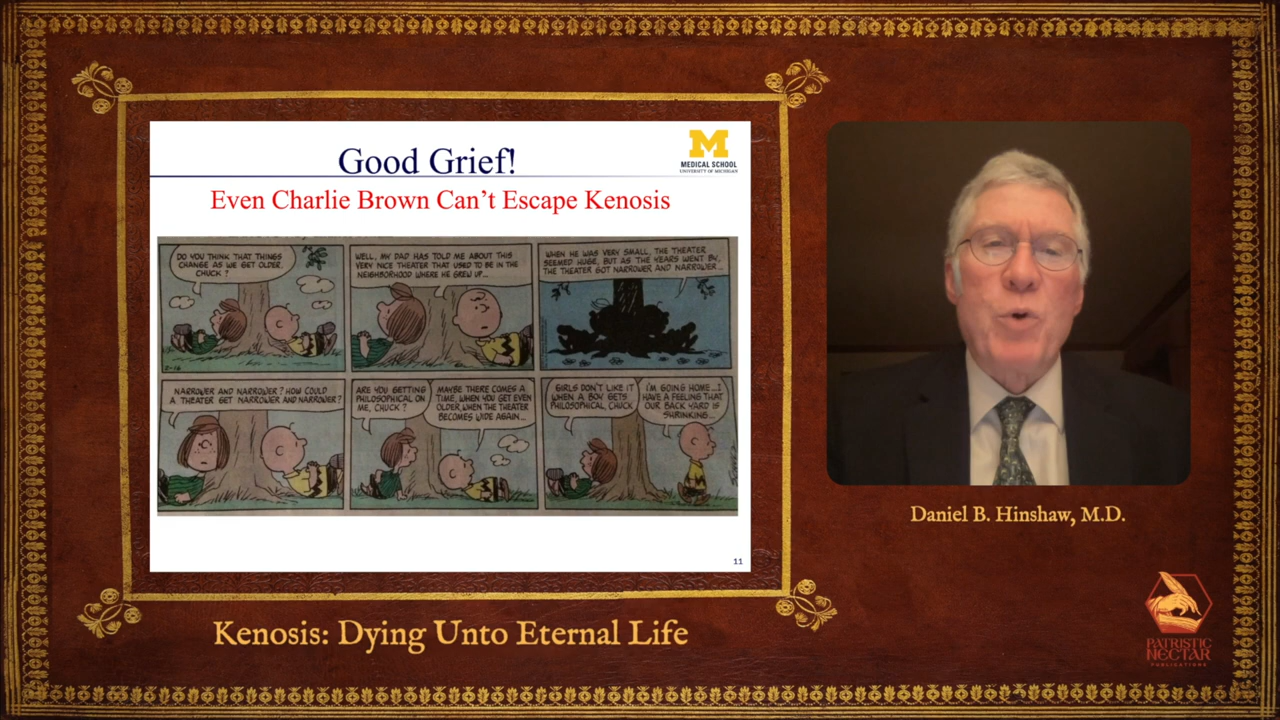 Good Grief!
M
MEDICAL SCHOOL
UNIVERSITY OF MICHIGAN
Even Charlie Brown Can't Escape Kenosis
DO YOU THINK THAT THINGS
CHANGE AS WE GET OLDER,
CHUCK?
2-16
WELL, MY DAD HAS TOLD ME ABOUT THIS
VERY NICE THEATER THAT USED TO BE IN THE
NEIGHBORHOOD WHERE HE GREW UP...
WHEN HE WAS VERY SMALL, THE THEATER
SEEMED HUGE, BUT AS THE YEARS WENT BY,
THE THEATER GOT NARROWER AND NARROWER...
NARROWER AND NARROWER? HOW COULD
A THEATER GET NARROWER AND NARROWER?
ARE YOU GETTING
PHILOSOPHICAL ON
ME, CHUCK?
MAYBE THERE COMES A
TIME, WHEN YOU GET EVEN
OLDER, WHEN THE THEATER
BECOMES WIDE AGAIN...
GIRLS DON'T LIKE IT
WHEN A BOY GETS
PHILOSOPHICAL, CHUCK
I'M GOING HOME...I
HAVE A FEELING THAT
OUR BACK YARD IS
SHRINKING...
11
Daniel B. Hinshaw, M.D.
Kenosis: Dying Unto Eternal Life
PATRISTIC
NECTAR
PUBLICATIONS